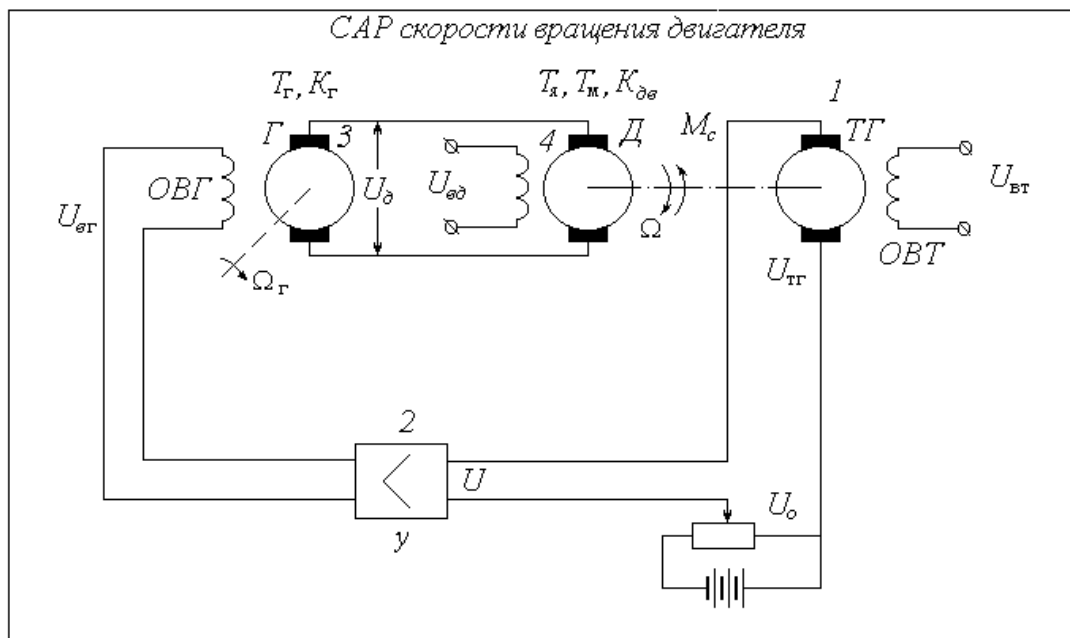 САР скорости вращения двигателя
Tг, Kг
Tя, Tм, Kдв
1
Г
3
4
Д
Mс
ТГ
ОВГ
Uд
Uвд
Uвт
Uвг
Ω
ОВТ
Ωг
Uтг
2
U
Uо
У